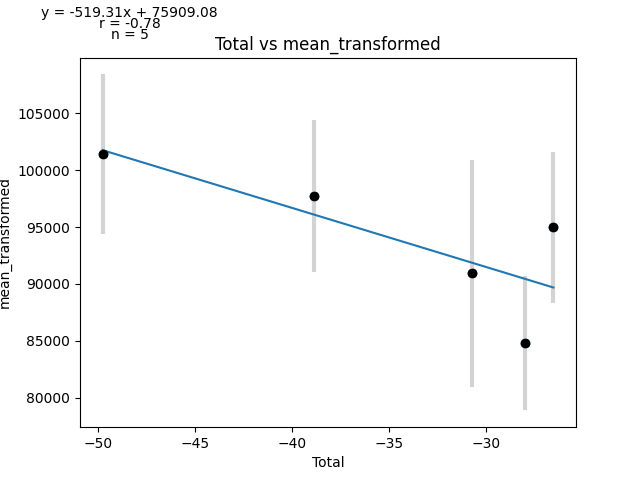 y = -519.31x + 75909.08
r = -0.78
n = 5
Total vs mean_transformed
105000
100000
95000
90000
85000
80000
mean_transformed
−50
−45
−40
−35
−30
Total